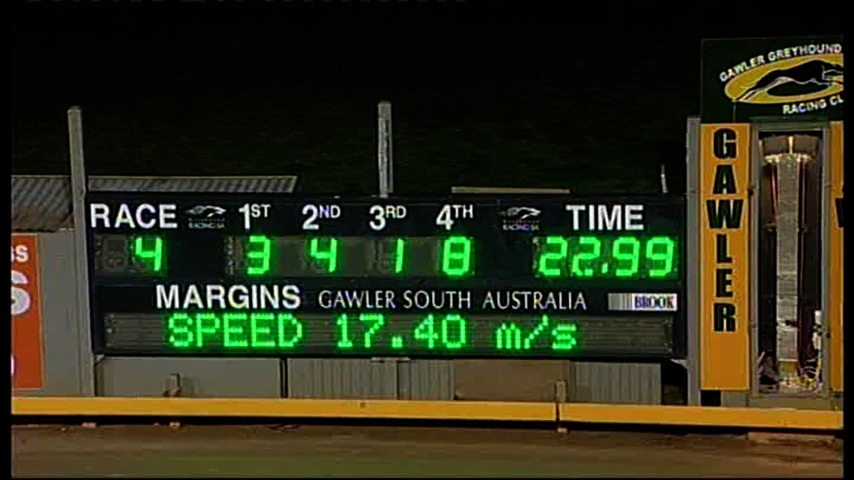 GAWLER GREYHOUND
RACING CL
GAWLER
RACE 1ST 2ND 3RD 4TH TIME
4 3 4 1 8 22.99
MARGINS GAWLER SOUTH AUSTRALIA BROOK
SPEED 17.40 m/s